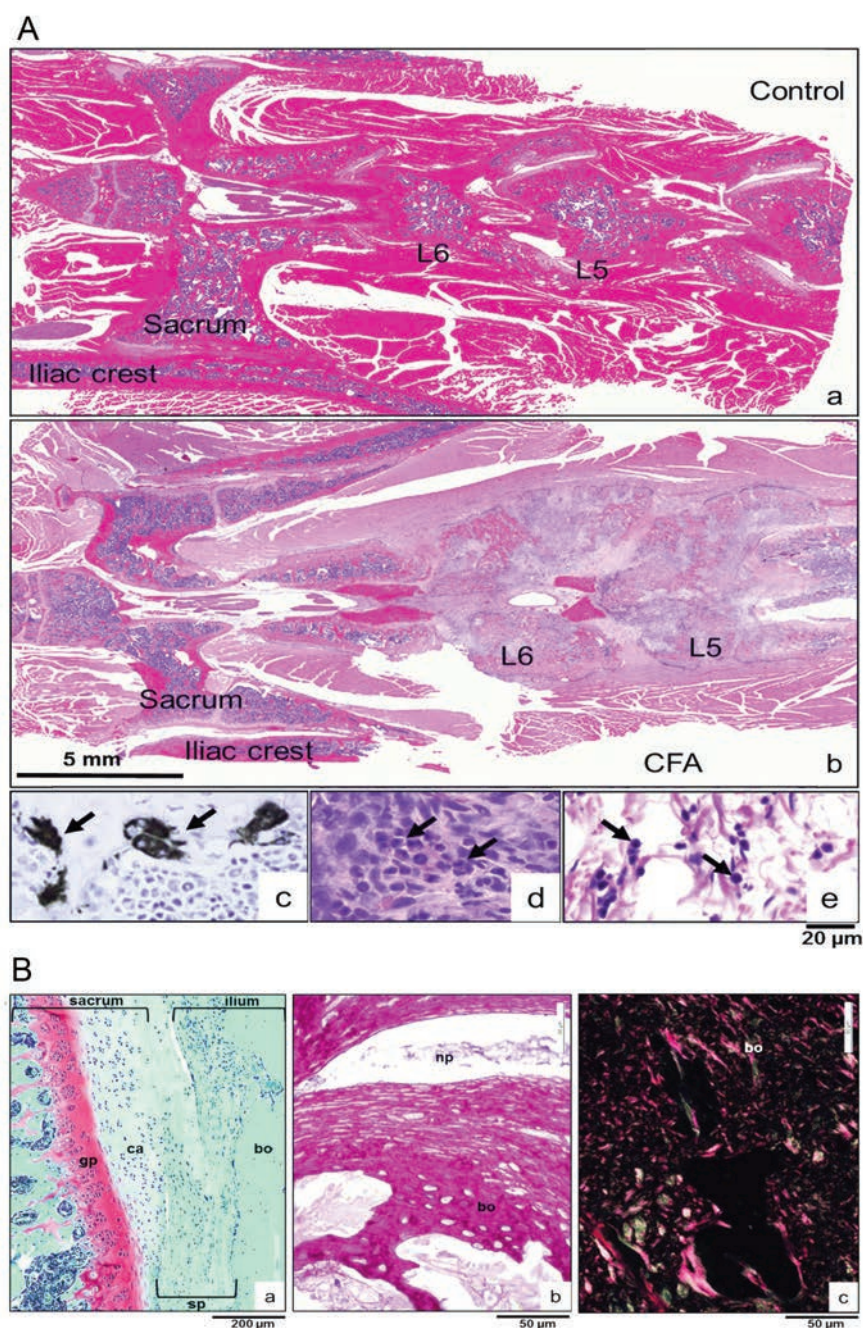 A
Control
L6
L5
Sacrum
Iliac crest
a
L6
L5
Sacrum
Iliac crest
5 mm
CFA
b
c
d
e
20 µm
B
sacrum
ilium
gp
ca
bo
sp
a
200 µm
np
bo
b
50 µm
bo
c
50 µm